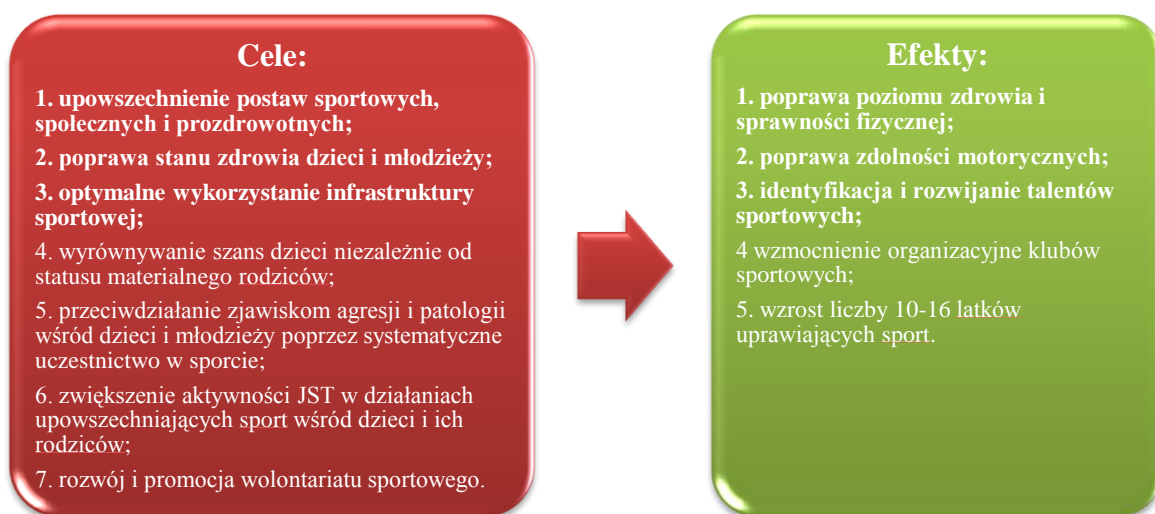 Cele:
1. upowszechnienie postaw sportowych,
społecznych i prozdrowotnych;
2. poprawa stanu zdrowia dzieci i młodzieży;
3. optymalne wykorzystanie infrastruktury
sportowej;
4. wyrównywanie szans dzieci niezależnie od
statusu materialnego rodziców;
5. przeciwdziałanie zjawiskom agresji i patologii
wśród dzieci i młodzieży poprzez systematyczne
uczestnictwo w sporcie;
6. zwiększenie aktywności JST w działaniach
upowszechniających sport wśród dzieci i ich
rodziców;
7. rozwój i promocja wolontariatu sportowego.
Efekty:
1. poprawa poziomu zdrowia i
sprawności fizycznej;
2. poprawa zdolności motorycznych;
3. identyfikacja i rozwijanie talentów
sportowych;
4 wzmocnienie organizacyjne klubów
sportowych;
5. wzrost liczby 10-16 latków
uprawiających sport.